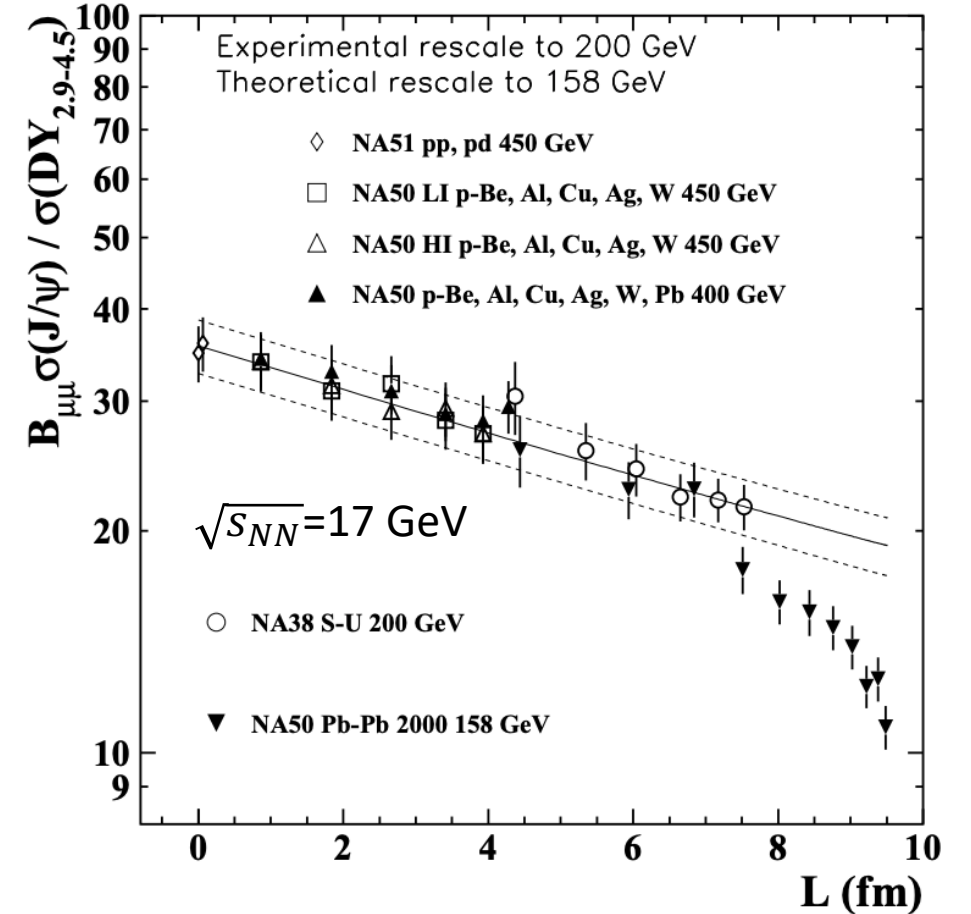 Experimental rescale to 200 GeV
Theoretical rescale to 158 GeV
NA51 pp, pd 450 GeV
NA50 LI p-Be, Al, Cu, Ag, W 450 GeV
NA50 HI p-Be, Al, Cu, Ag, W 450 GeV
NA50 p-Be, Al, Cu, Ag, W, Pb 400 GeV
√s_NN=17 GeV
NA38 S-U 200 GeV
NA50 Pb-Pb 2000 158 GeV
B_μμ σ(J/ψ) / σ(DY_2.9-4.5)
100
90
80
70
60
50
40
30
20
10
9
0 2 4 6 8 10
L (fm)